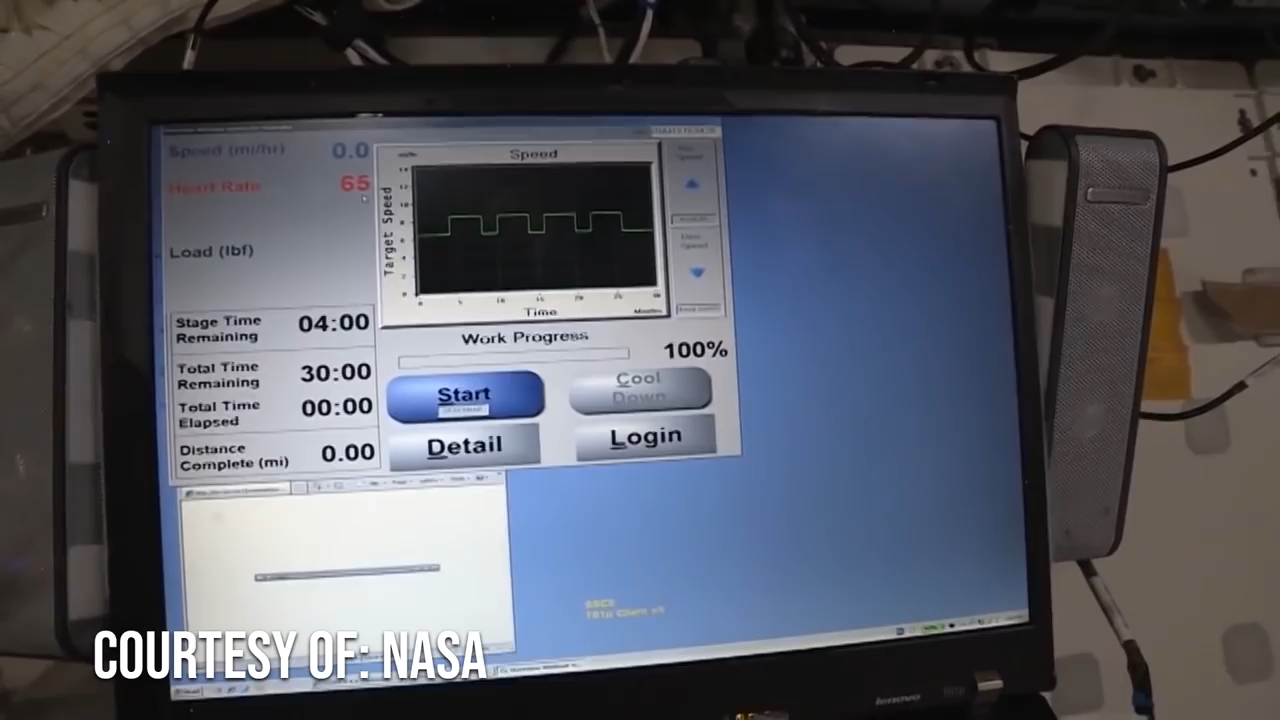 Speed (mi/hr) 0.0
Heart Rate 65
Load (lbf)
Stage Time
Remaining 04:00
Total Time
Remaining 30:00
Total Time
Elapsed 00:00
Distance
Complete (mi) 0.00
Speed
Target Speed
Time
Work Progress
100%
Start
Cool
Down
Detail
Login
COURTESY OF: NASA
lenovo